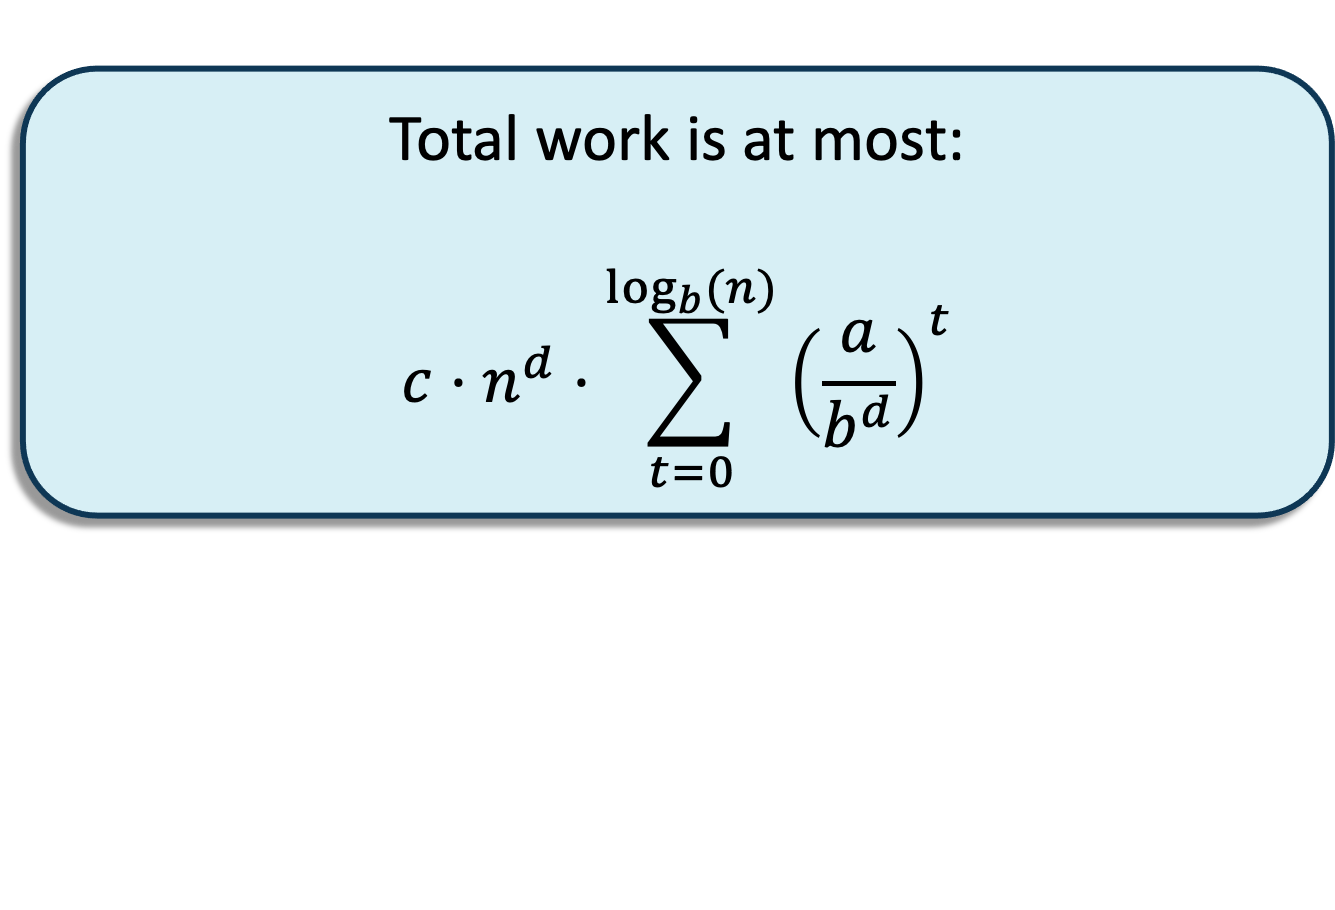 Total work is at most:
c · n^d · ∑_{t=0}^{log_b(n)} (a/b^d)^t